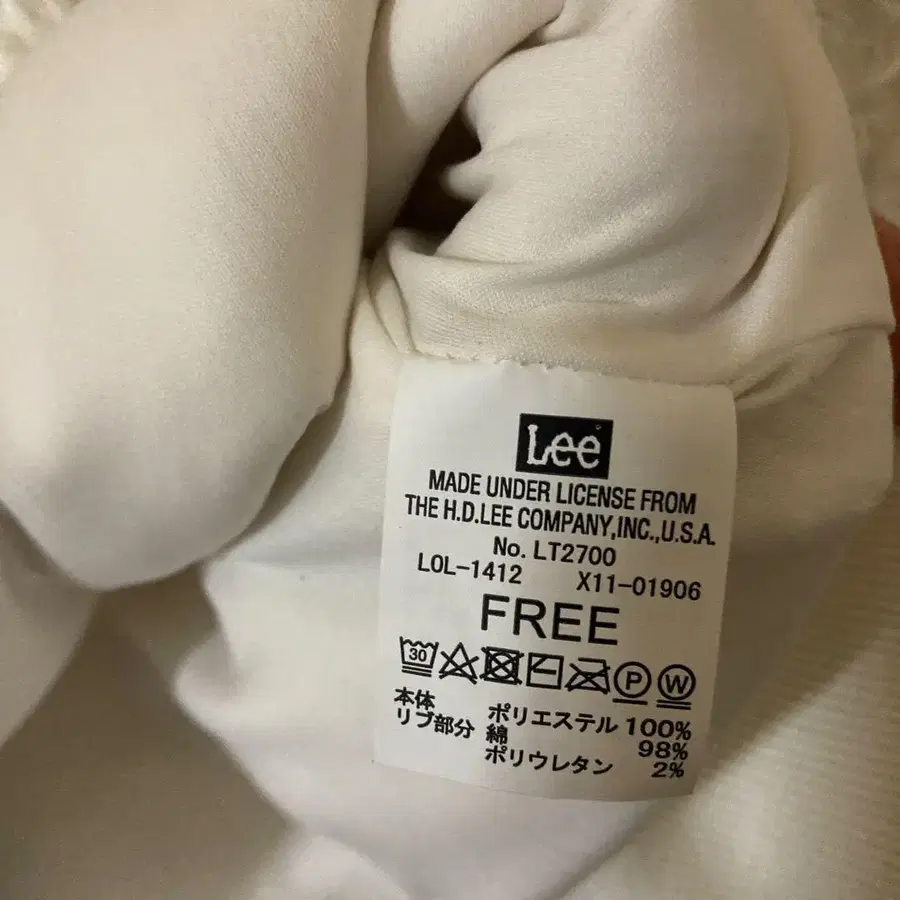 Lee
MADE UNDER LICENSE FROM
THE H.D.LEE COMPANY,INC.,U.S.A.
No. LT2700
LOL-1412 X11-01906
FREE
30 P W
本体 ポリエステル 100%
リブ部分 綿 98%
ポリウレタン 2%